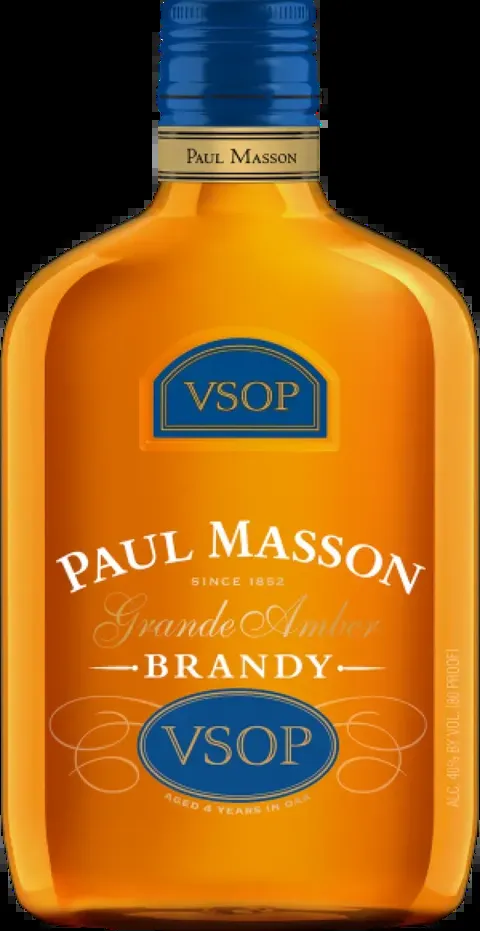 PAUL MASSON
VSOP
PAUL MASSON
SINCE 1852
Grande Amber
BRANDY
VSOP
AGED 4 YEARS IN OAK
ALC. 40% BY VOL. (80 PROOF)